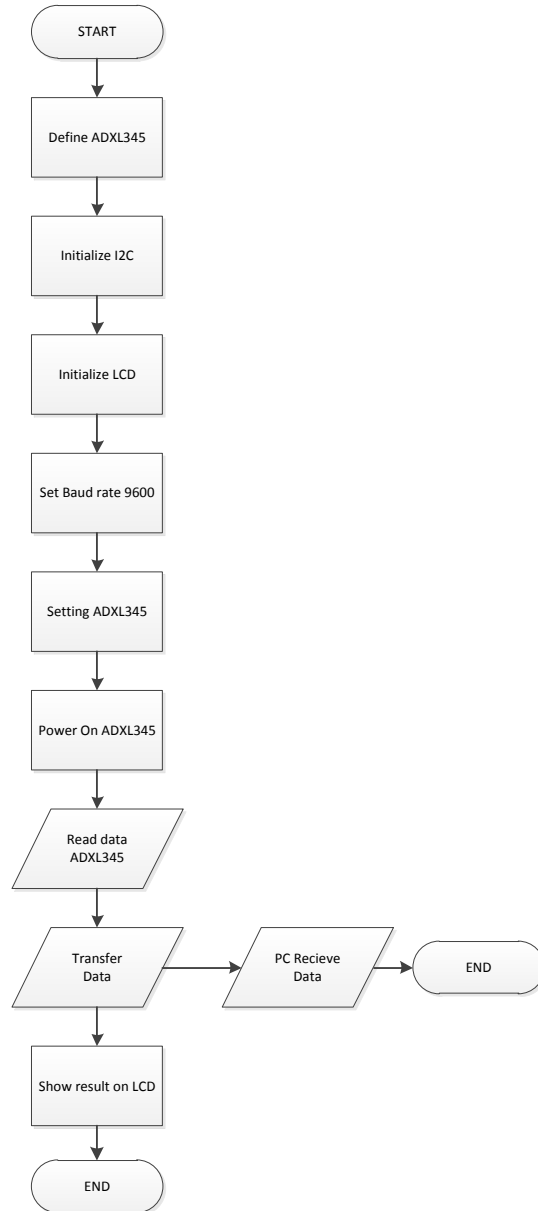 START
Define ADXL345
Initialize I2C
Initialize LCD
Set Baud rate 9600
Setting ADXL345
Power On ADXL345
Read data
ADXL345
Transfer
Data
PC Recieve
Data
END
Show result on LCD
END